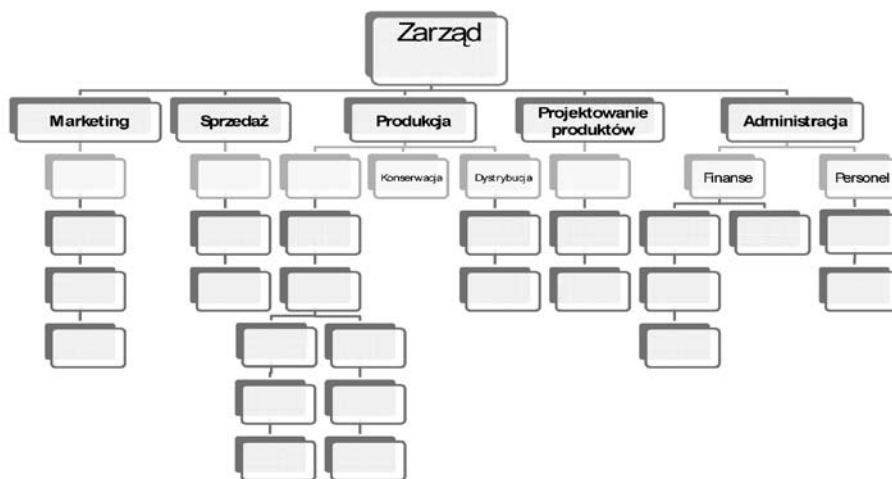 Zarząd
Marketing
Sprzedaż
Produkcja
Projektowanie
produktów
Administracja
Konserwacja
Dystrybucja
Finanse
Personel